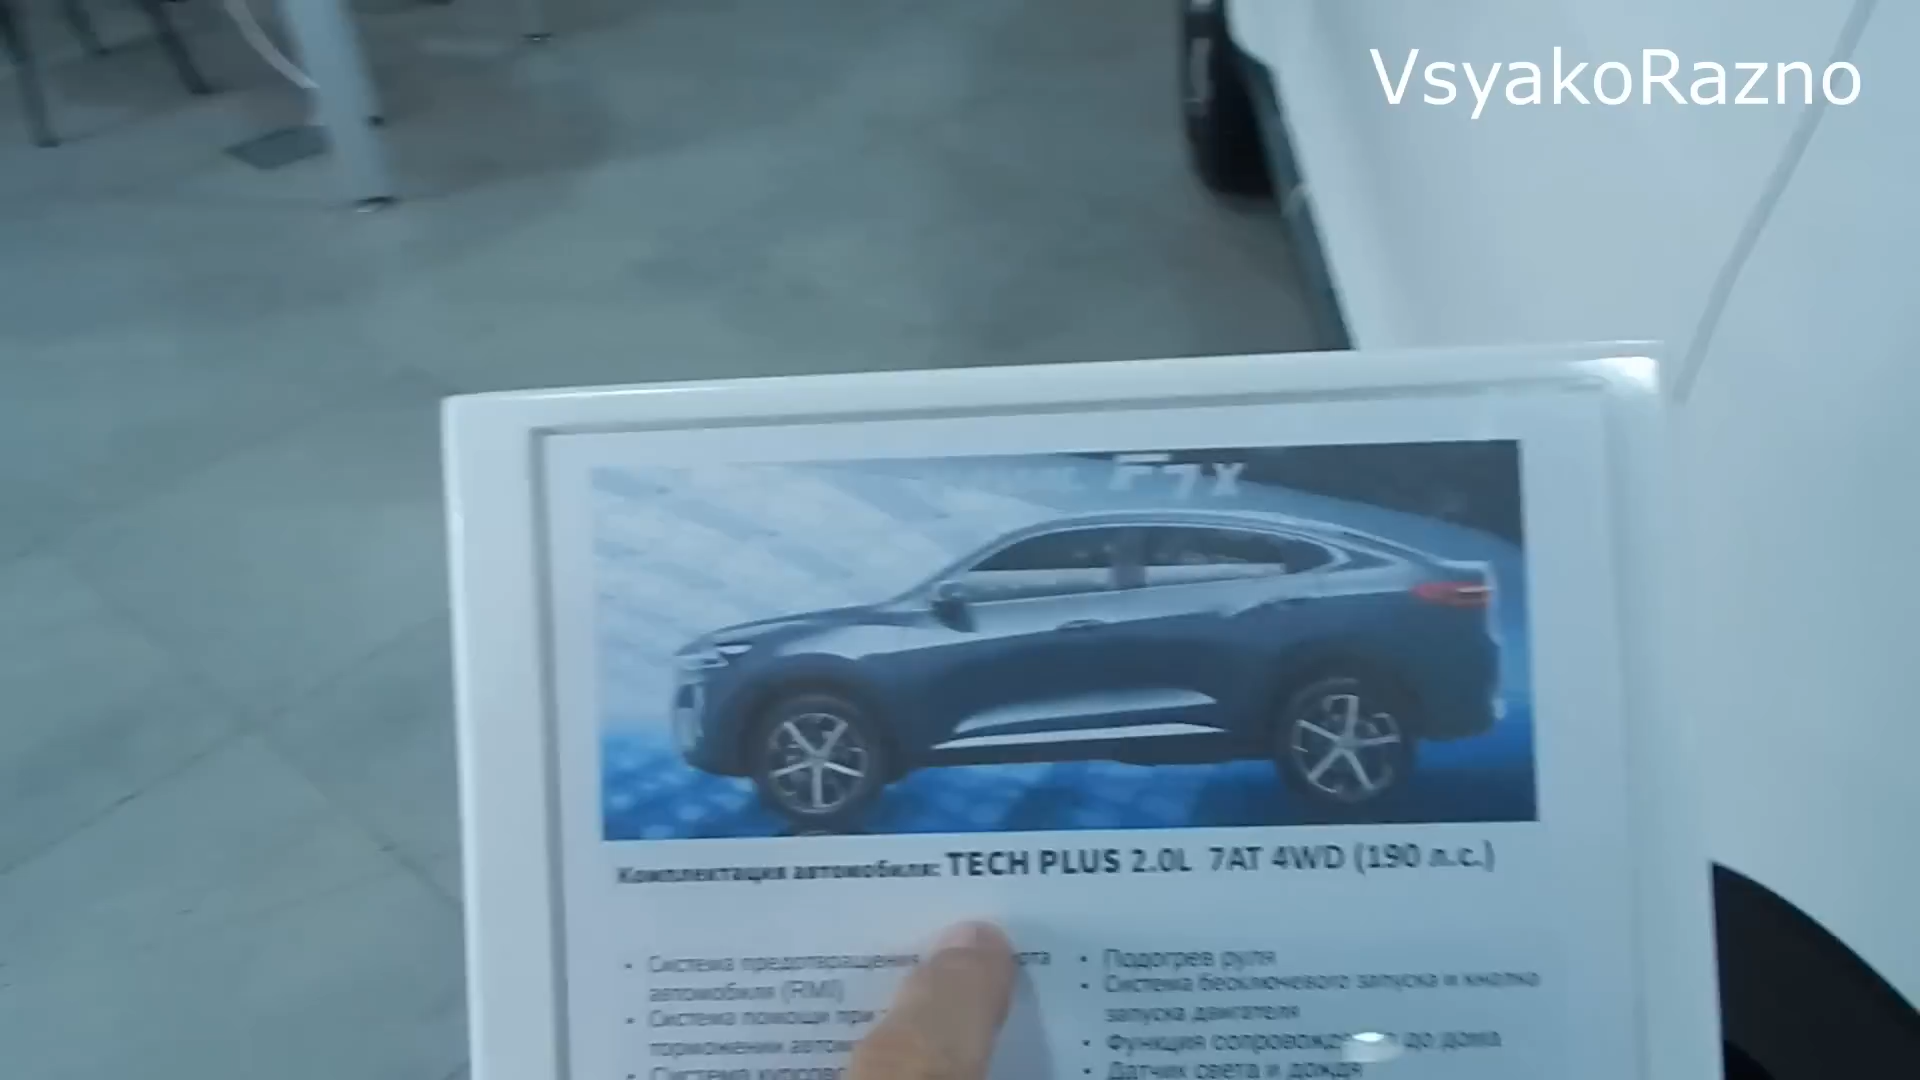 VsyakoRazno
F7x
Комплектация автомобиля: TECH PLUS 2.0L 7AT 4WD (190 л.с.)
• Система предотвращения
автомобиля (RMI)
• Система помощи при
торможении
• Система
• Подогрев руля
• Система бесключевого запуска и кнопка
запуска двигателя
• Функция до дома
• Датчик света и дождя